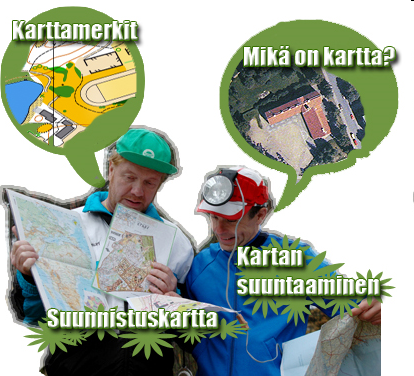 Karttamerkit
Mikä on kartta?
Kartan
suuntaaminen
Suunnistuskartta